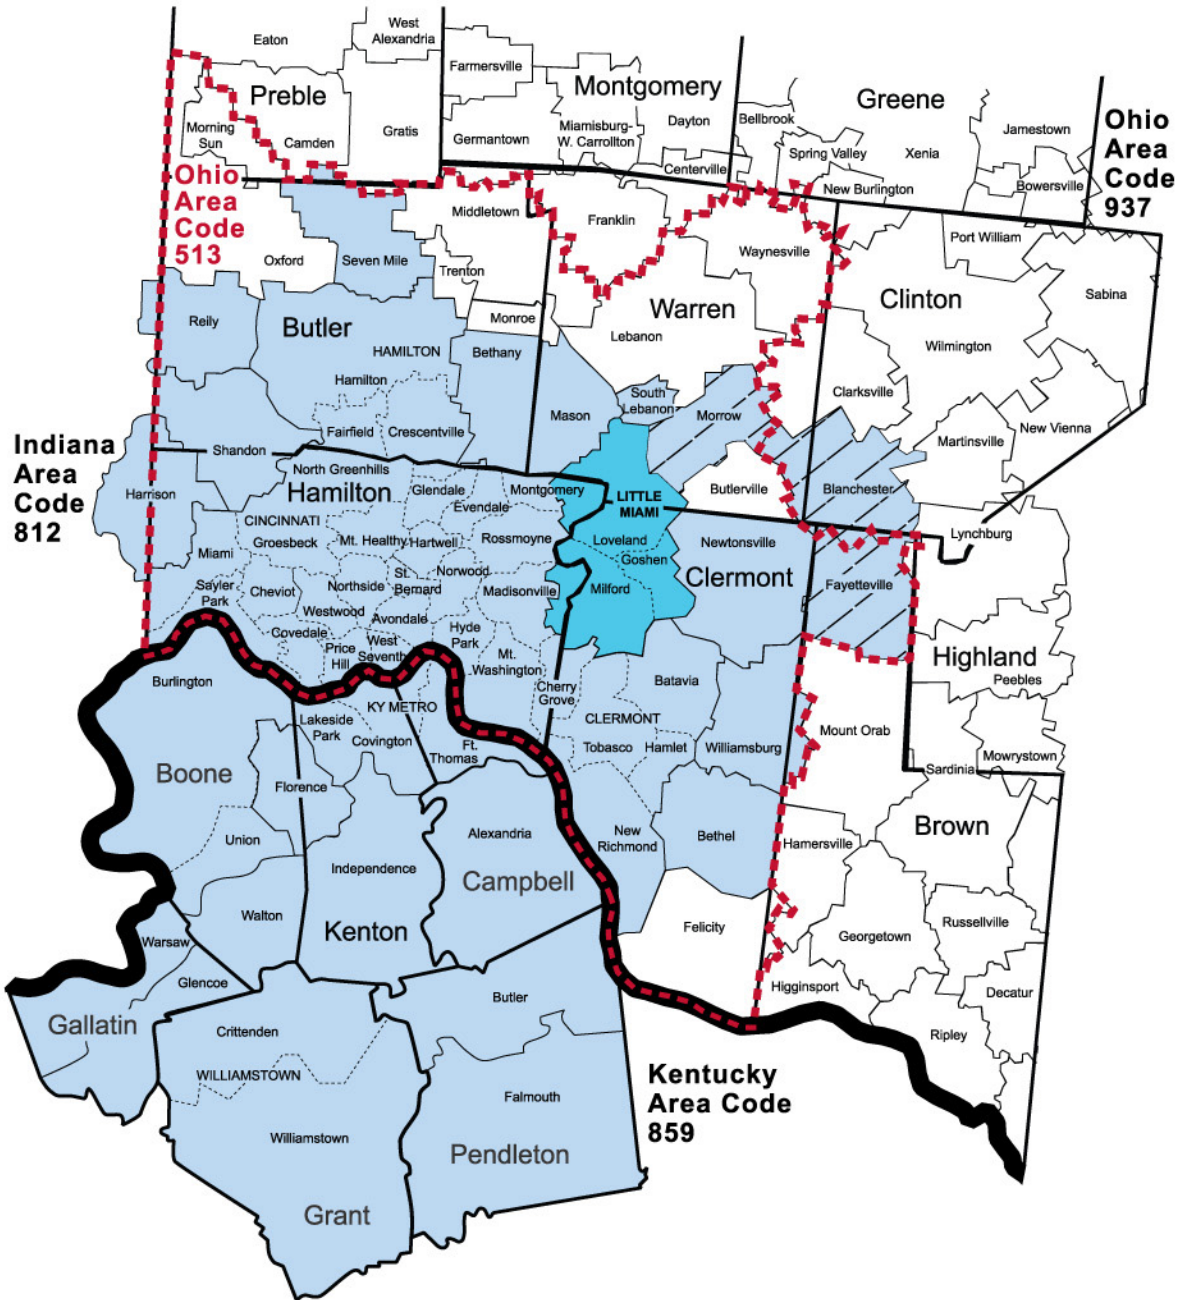 West
Alexandria
Eaton
Farmersville
Montgomery
Greene
Preble
Bellbrook
Dayton
Jamestown
Ohio
Area
Code
937
Morning
Sun
Camden
Gratis
Germantown
Miamisburg-
W. Carrollton
Spring Valley
Xenia
Centerville
Bowersville
New Burlington
Ohio
Area
Code
513
Middletown
Franklin
Port William
Waynesville
Oxford
Seven Mile
Trenton
Sabina
Clinton
Warren
Reilly
Butler
Monroe
Lebanon
Wilmington
HAMILTON
Bethany
Hamilton
South
Lebanon
Clarksville
Mason
Morrow
New Vienna
Fairfield
Crescentville
Martinsville
Indiana
Area
Code
812
Shandon
North Greenhills
Harrison
Hamilton
Glendale
Montgomery
LITTLE
MIAMI
Butlerville
Blanchester
Evendale
CINCINNATI
Groesbeck
Mt. Healthy
Hartwell
Rossmoyne
Loveland
Newtonsville
Lynchburg
Miami
Goshen
Clermont
Sayler
Park
Cheviot
Northside
St.
Bernard
Norwood
Madisonville
Milford
Fayetteville
Westwood
Avondale
Covedale
Price
Hill
West
Seventh
Hyde
Park
Mt.
Washington
Highland
Peebles
Burlington
Cherry
Grove
Batavia
KY METRO
Lakeside
Park
Covington
Ft.
Thomas
CLERMONT
Tobasco
Hamlet
Williamsburg
Mount Orab
Mowrystown
Sardinia
Boone
Florence
Union
Alexandria
New
Richmond
Bethel
Hamersville
Brown
Independence
Campbell
Walton
Kenton
Felicity
Georgetown
Russellville
Warsaw
Glencoe
Higginsport
Decatur
Butler
Gallatin
Crittenden
Ripley
WILLIAMSTOWN
Kentucky
Area Code
859
Falmouth
Williamstown
Pendleton
Grant